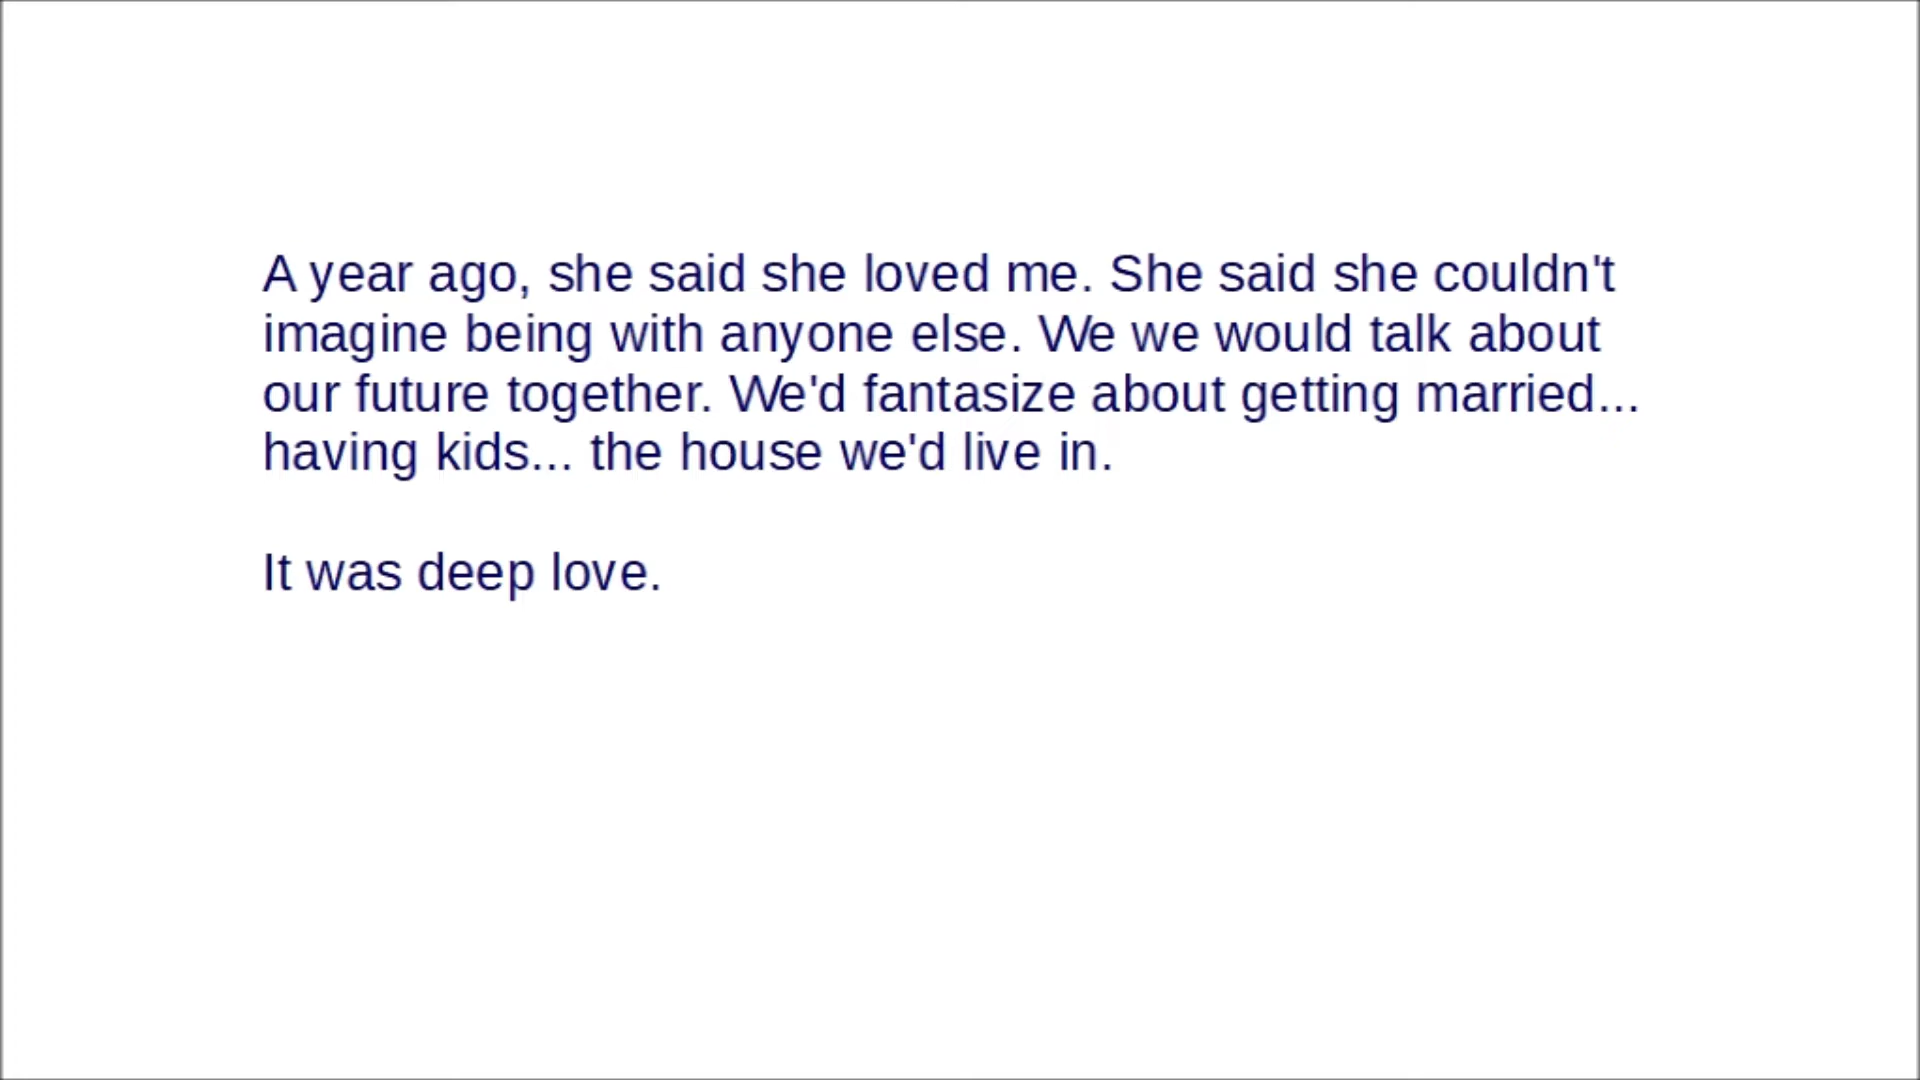 A year ago, she said she loved me. She said she couldn't
imagine being with anyone else. We we would talk about
our future together. We'd fantasize about getting married...
having kids... the house we'd live in.
It was deep love.